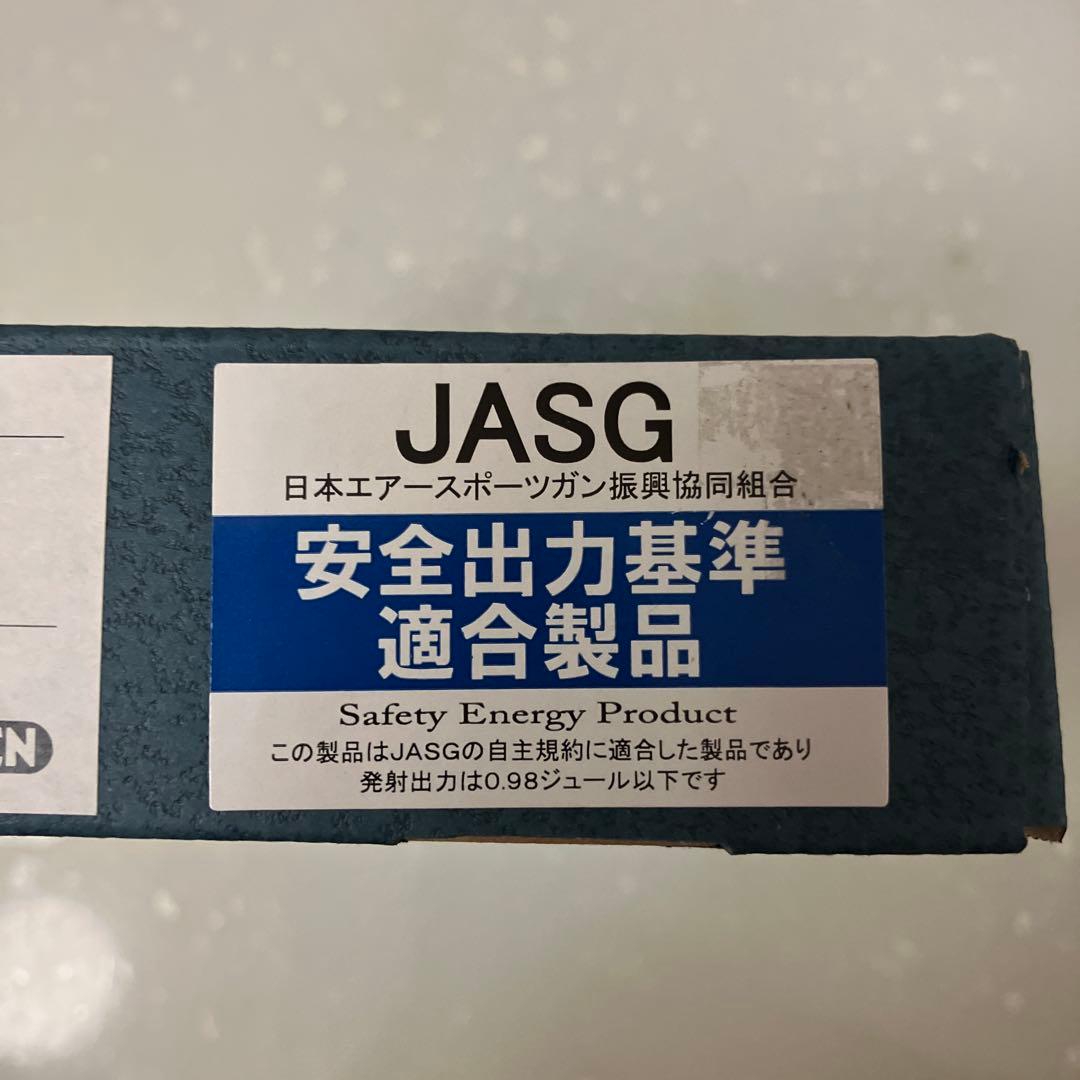 JASG
日本エアースポーツガン振興協同組合
安全出力基準
適合製品
Safety Energy Product
この製品はJASGの自主規約に適合した製品であり
発射出力は0.98ジュール以下です